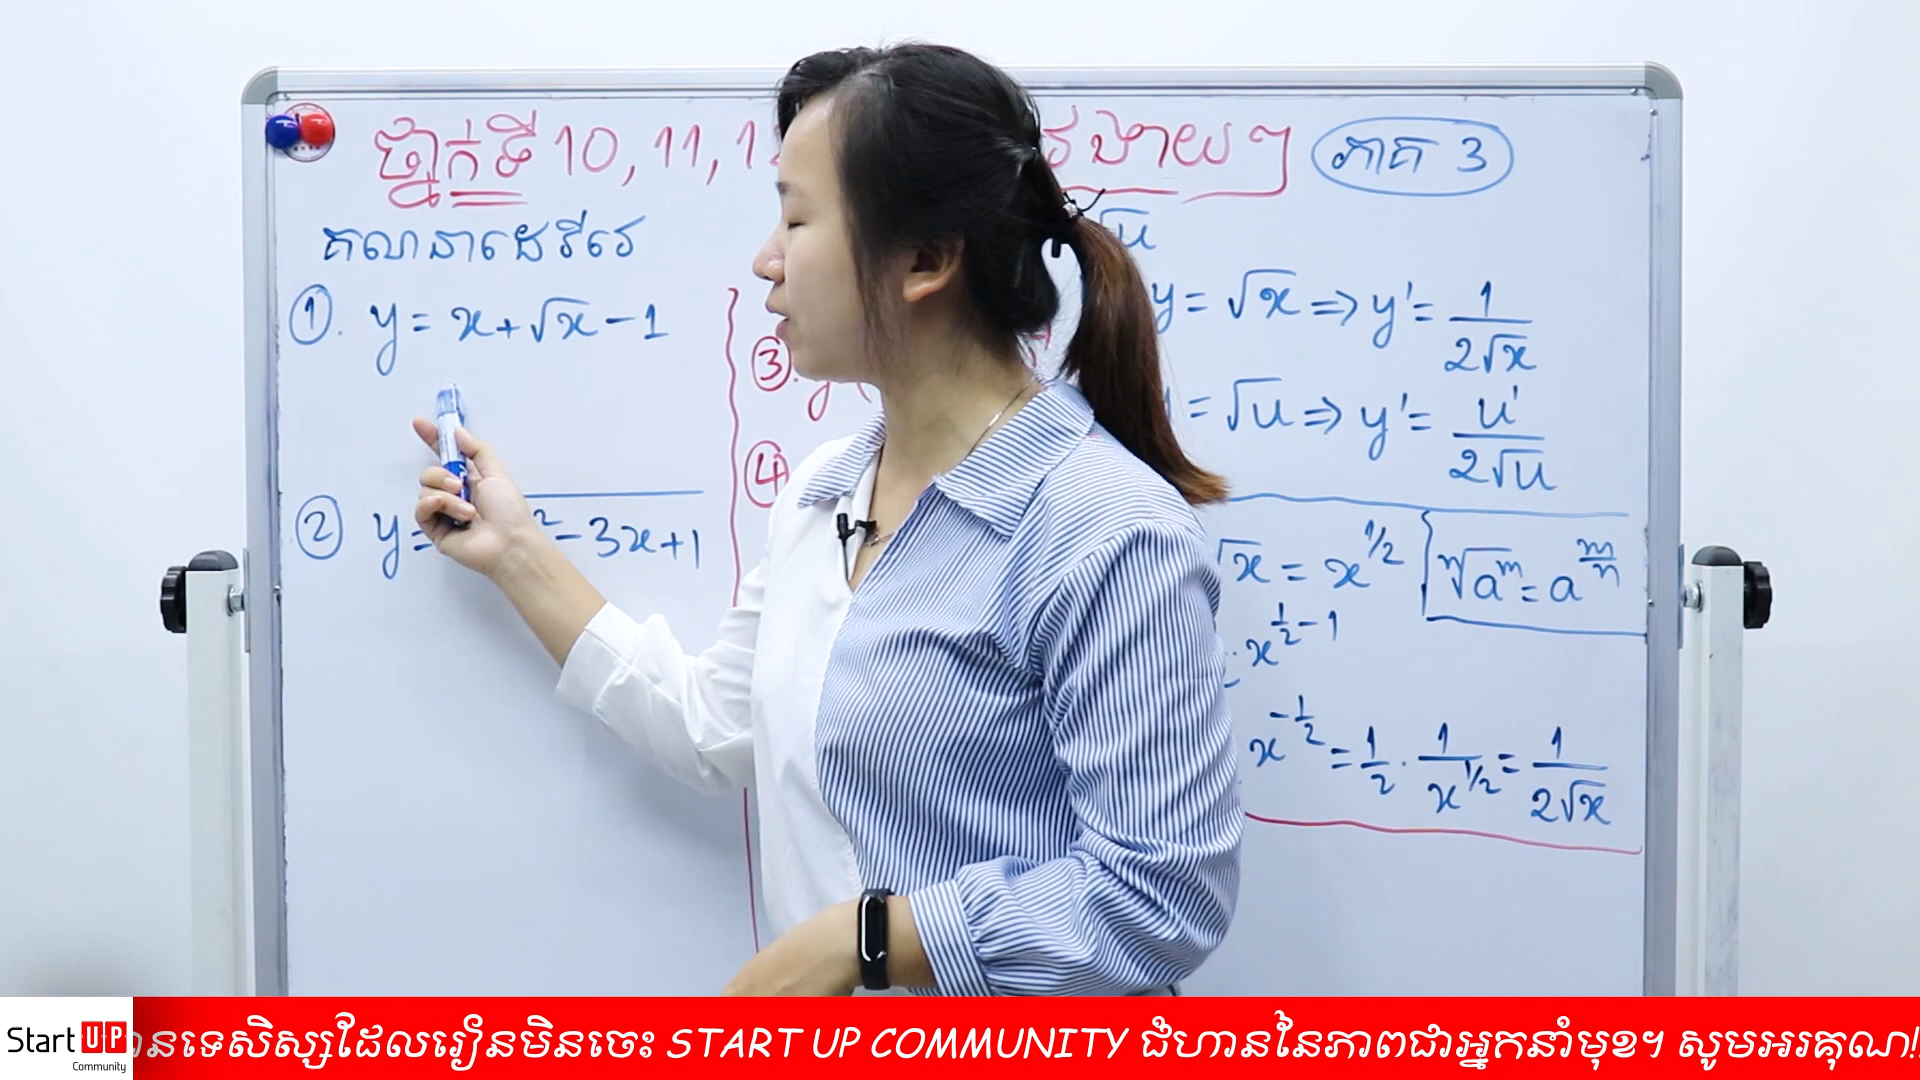 ថ្នាក់ទី 10, 11, 1
ងាយៗ
ភាគ 3
គណនាដេរីវេ
①. y = x + √x - 1
② y = ² - 3x + 1
③. y
④
√u
y = √x ⇒ y' = 1/(2√x)
= √u ⇒ y' = u'/(2√u)
√x = x^(1/2)
ⁿ√(a^m) = a^(m/n)
x^(1/2 - 1)
x^(-1/2) = 1/2 · 1/(x^(1/2)) = 1/(2√x)
Start UP
Community
ានទេសិស្សដែលរៀនមិនចេះ START UP COMMUNITY ជំហាននៃភាពជាអ្នកនាំមុខ។ សូមអរគុណ!